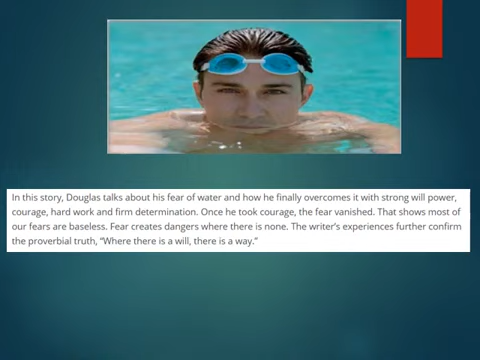 In this story, Douglas talks about his fear of water and how he finally overcomes it with strong will power,
courage, hard work and firm determination. Once he took courage, the fear vanished. That shows most of
our fears are baseless. Fear creates dangers where there is none. The writer's experiences further confirm
the proverbial truth, “Where there is a will, there is a way.”